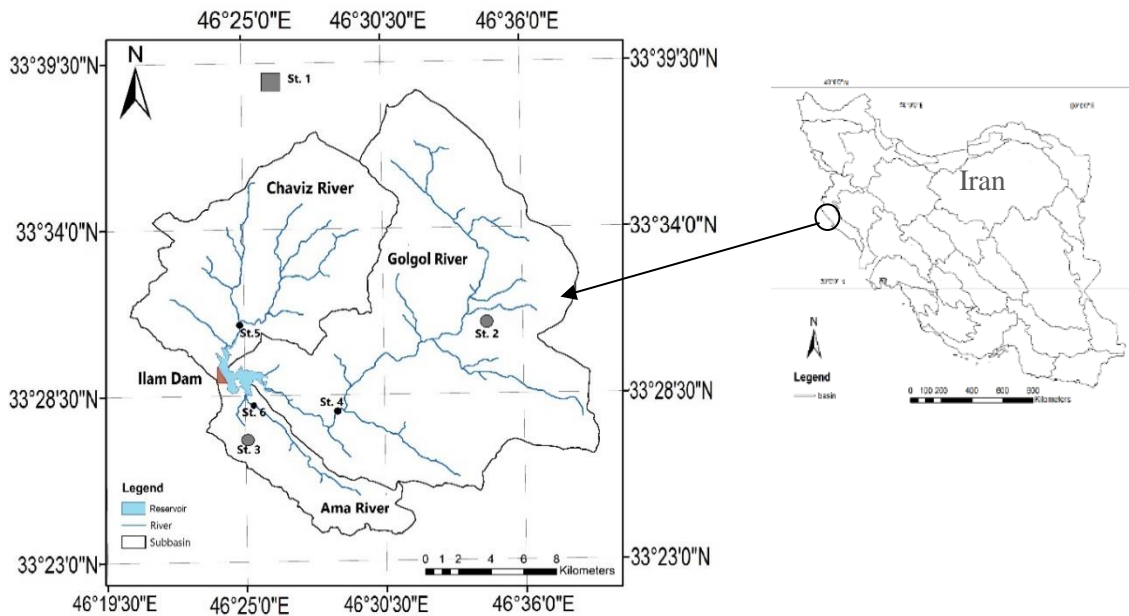 46°25'0"E 46°30'30"E 46°36'0"E
33°39'30"N 33°39'30"N
N
St. 1
Chaviz River
33°34'0"N 33°34'0"N
Golgol River
St.5
St. 2
Ilam Dam
33°28'30"N 33°28'30"N
St. 6
St. 4
St. 3
Legend
Reservoir
River
Subbasin
Ama River
0 1 2 4 6 8
Kilometers
33°23'0"N 33°23'0"N
46°19'30"E 46°25'0"E 46°30'30"E 46°36'0"E
Iran
N
Legend
basin
0 100 200 400 600 800
Kilometers